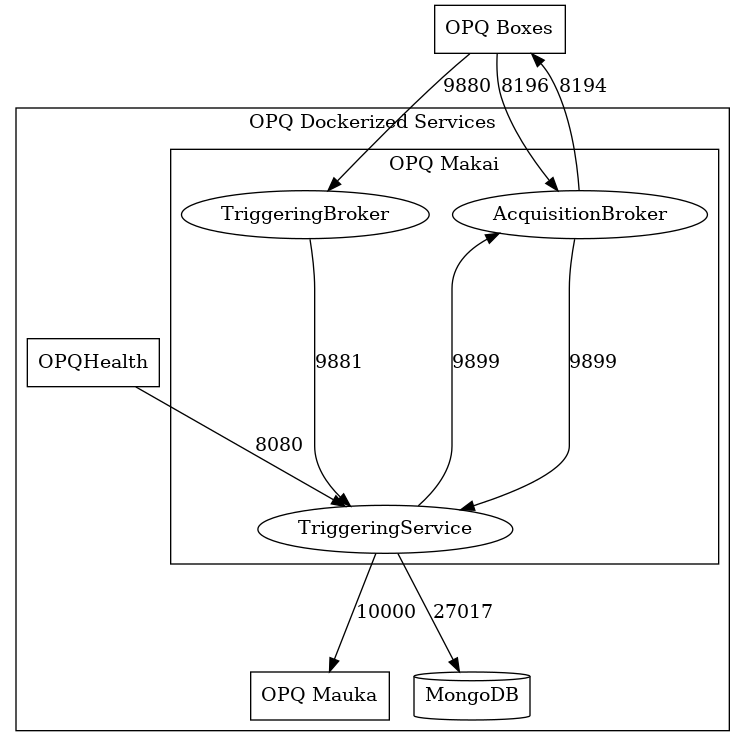 OPQ Boxes
9880
8196
8194
OPQ Dockerized Services
OPQ Makai
TriggeringBroker
AcquisitionBroker
OPQHealth
9881
9899
9899
8080
TriggeringService
10000
27017
OPQ Mauka
MongoDB